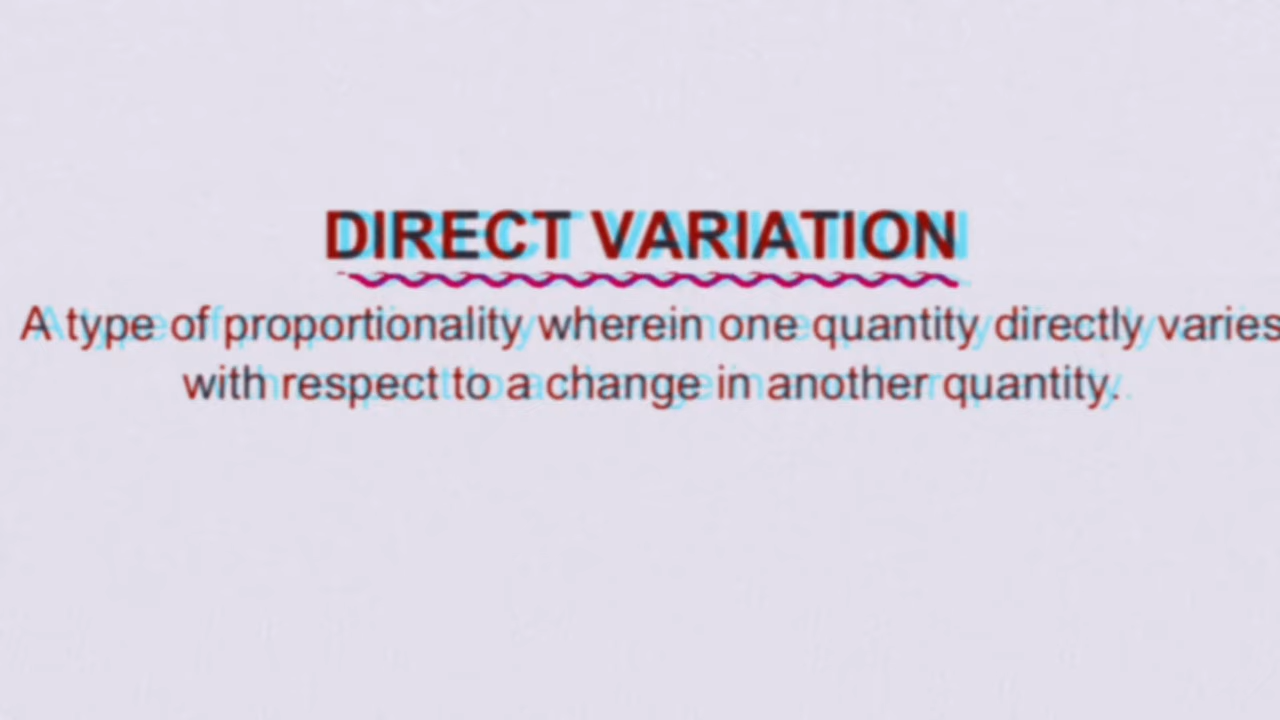 DIRECT VARIATION
A type of proportionality wherein one quantity directly varies
with respect to a change in another quantity.